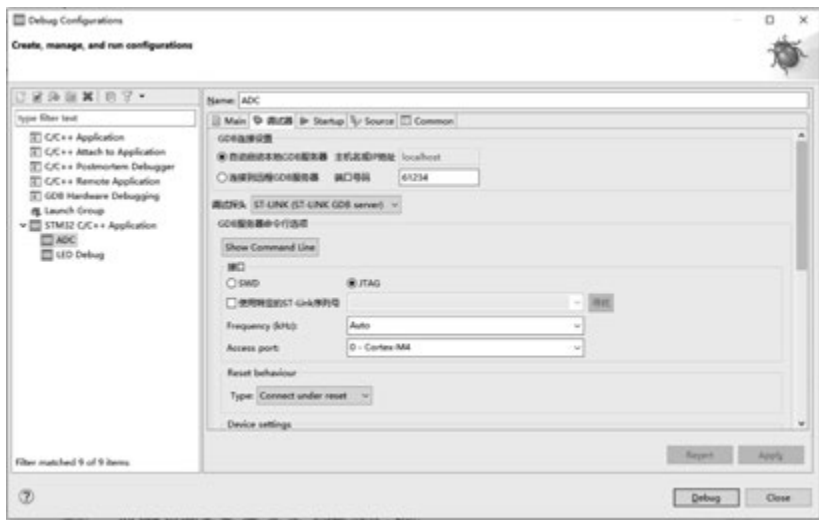 Debug Configurations
Create, manage, and run configurations
type filter text
C/C++ Application
C/C++ Attach to Application
C/C++ Postmortem Debugger
C/C++ Remote Application
GDB Hardware Debugging
Launch Group
STM32 C/C++ Application
ADC
LED Debug
Filter matched 9 of 9 items
Name: ADC
Main 调试器 Startup Source Common
GDB连接设置
自动启动本地GDB服务器 主机名或IP地址 localhost
连接到远程GDB服务器 端口号码 61234
调试探头 ST-LINK (ST-LINK GDB server)
GDB服务器命令行选项
Show Command Line
接口
SWD JTAG
使用特定的ST-Link序列号 扫描
Frequency (kHz): Auto
Access port: 0 - Cortex-M4
Reset behaviour
Type: Connect under reset
Device settings
Revert Apply
Debug Close